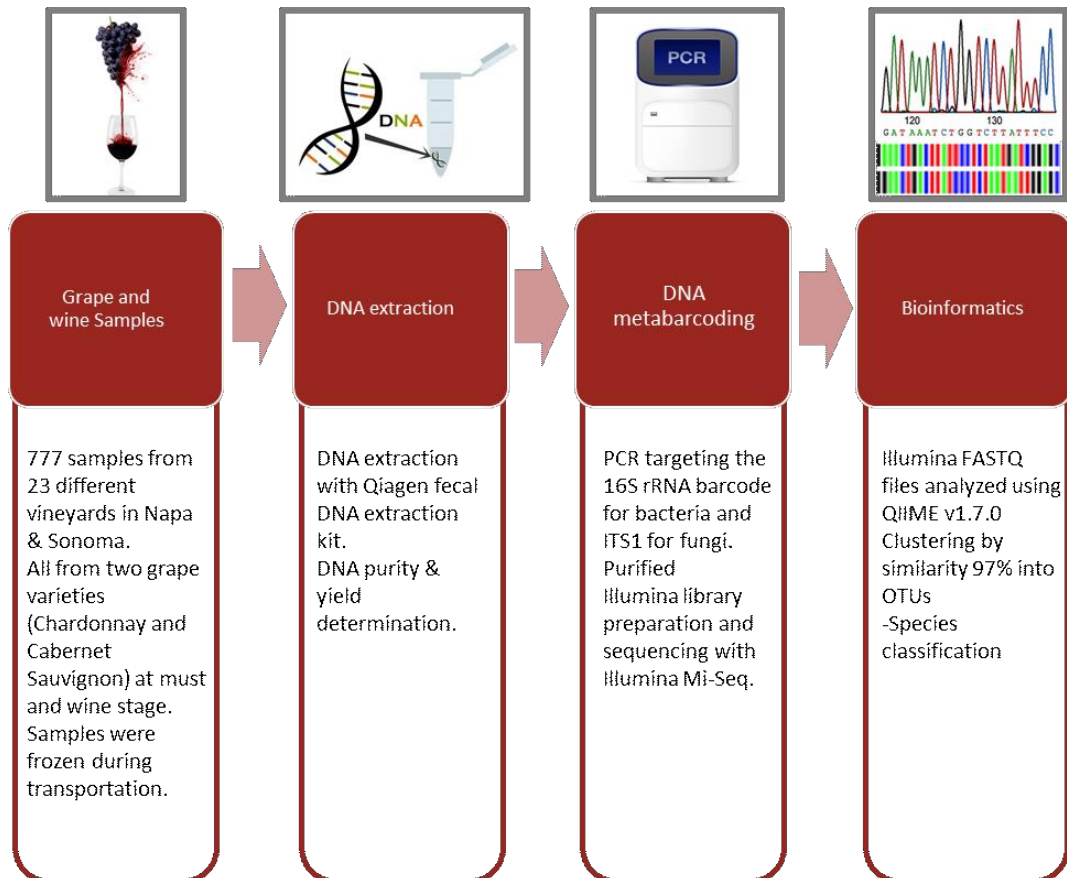 DNA
PCR
120 130
GATAAATCTGGTCTTATTTCC
Grape and
wine Samples
DNA extraction
DNA
metabarcoding
Bioinformatics
777 samples from
23 different
vineyards in Napa
& Sonoma.
All from two grape
varieties
(Chardonnay and
Cabernet
Sauvignon) at must
and wine stage.
Samples were
frozen during
transportation.
DNA extraction
with Qiagen fecal
DNA extraction
kit.
DNA purity &
yield
determination.
PCR targeting the
16S rRNA barcode
for bacteria and
ITS1 for fungi.
Purified
Illumina library
preparation and
sequencing with
Illumina Mi-Seq.
Illumina FASTQ
files analyzed using
QIIME v1.7.0
Clustering by
similarity 97% into
OTUs
-Species
classification